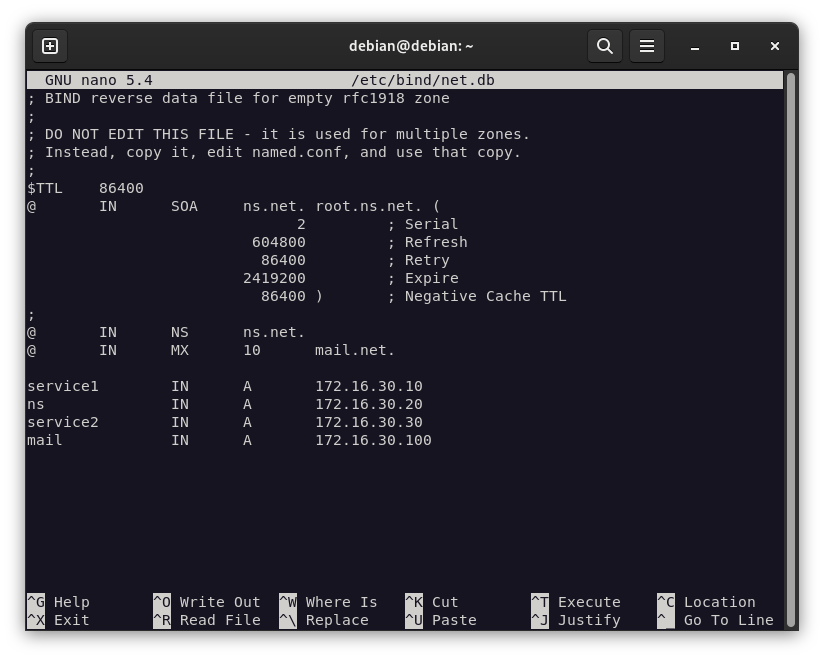 debian@debian: ~
GNU nano 5.4 /etc/bind/net.db
; BIND reverse data file for empty rfc1918 zone
;
; DO NOT EDIT THIS FILE - it is used for multiple zones.
; Instead, copy it, edit named.conf, and use that copy.
;
$TTL 86400
@ IN SOA ns.net. root.ns.net. (
2 ; Serial
604800 ; Refresh
86400 ; Retry
2419200 ; Expire
86400 ) ; Negative Cache TTL
;
@ IN NS ns.net.
@ IN MX 10 mail.net.
service1 IN A 172.16.30.10
ns IN A 172.16.30.20
service2 IN A 172.16.30.30
mail IN A 172.16.30.100
^G Help ^O Write Out ^W Where Is ^K Cut ^T Execute ^C Location
^X Exit ^R Read File ^\ Replace ^U Paste ^J Justify ^_ Go To Line